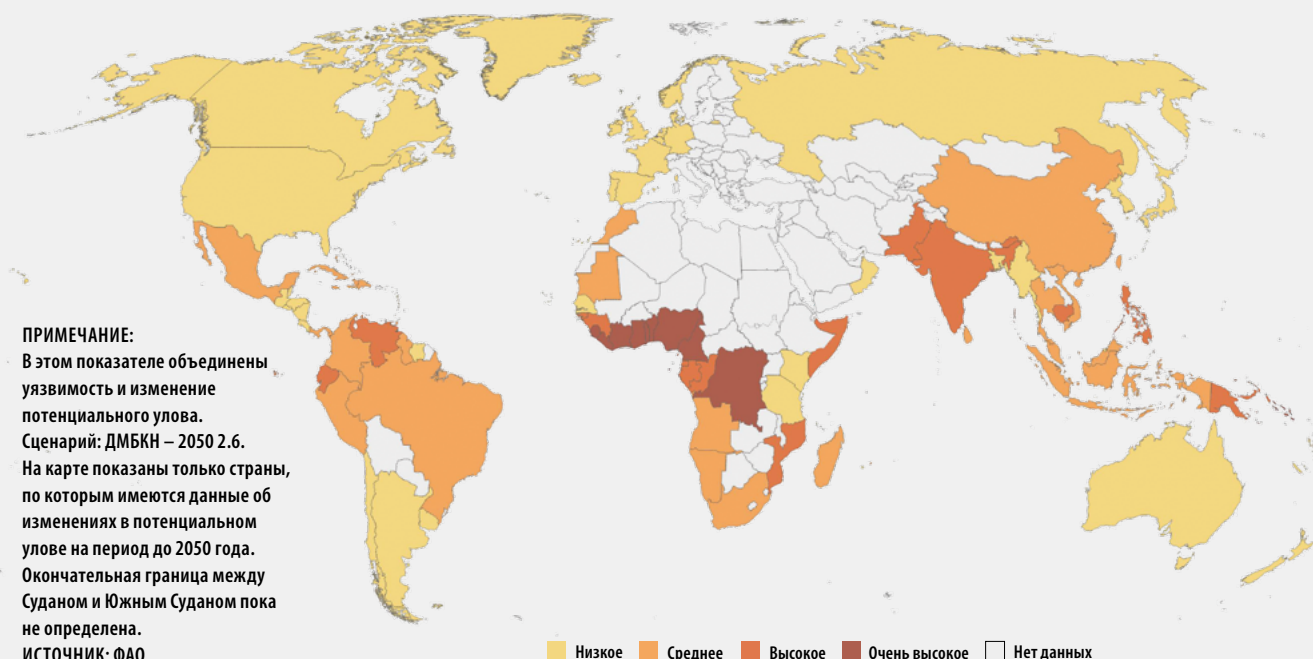 ПРИМЕЧАНИЕ:
В этом показателе объединены
уязвимость и изменение
потенциального улова.
Сценарий: ДМБКН – 2050 2.6.
На карте показаны только страны,
по которым имеются данные об
изменениях в потенциальном
улове на период до 2050 года.
Окончательная граница между
Суданом и Южным Суданом пока
не определена.
ИСТОЧНИК: ФАО
Низкое Среднее Высокое Очень высокое Нет данных